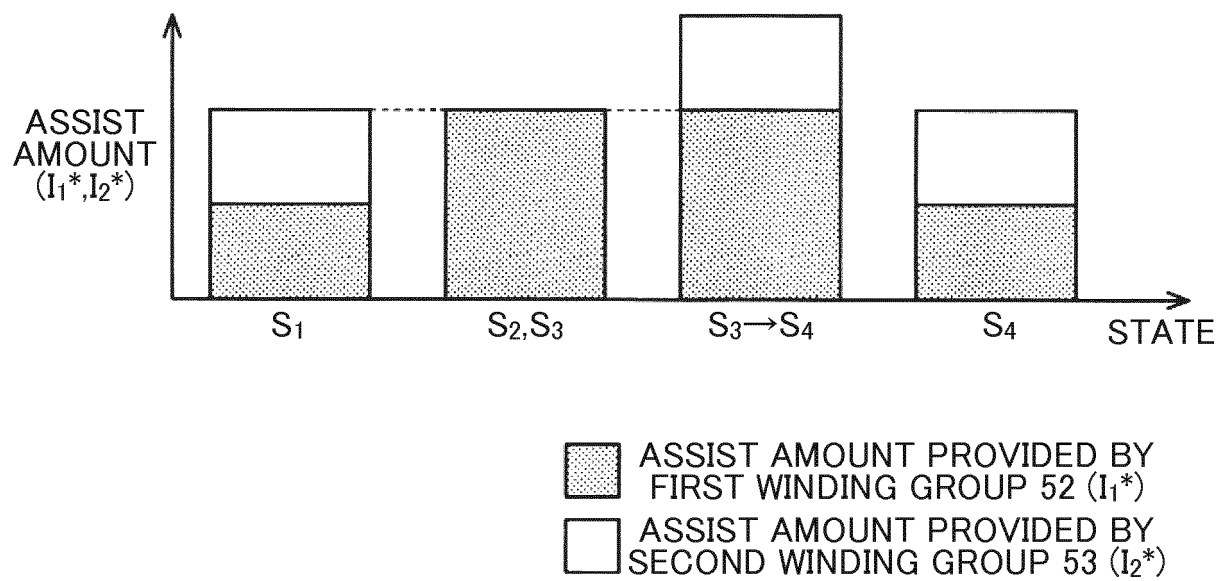 ASSIST
AMOUNT
(I₁*,I₂*)
S₁
S₂,S₃
S₃→S₄
S₄
STATE
ASSIST AMOUNT PROVIDED BY
FIRST WINDING GROUP 52 (I₁*)
ASSIST AMOUNT PROVIDED BY
SECOND WINDING GROUP 53 (I₂*)